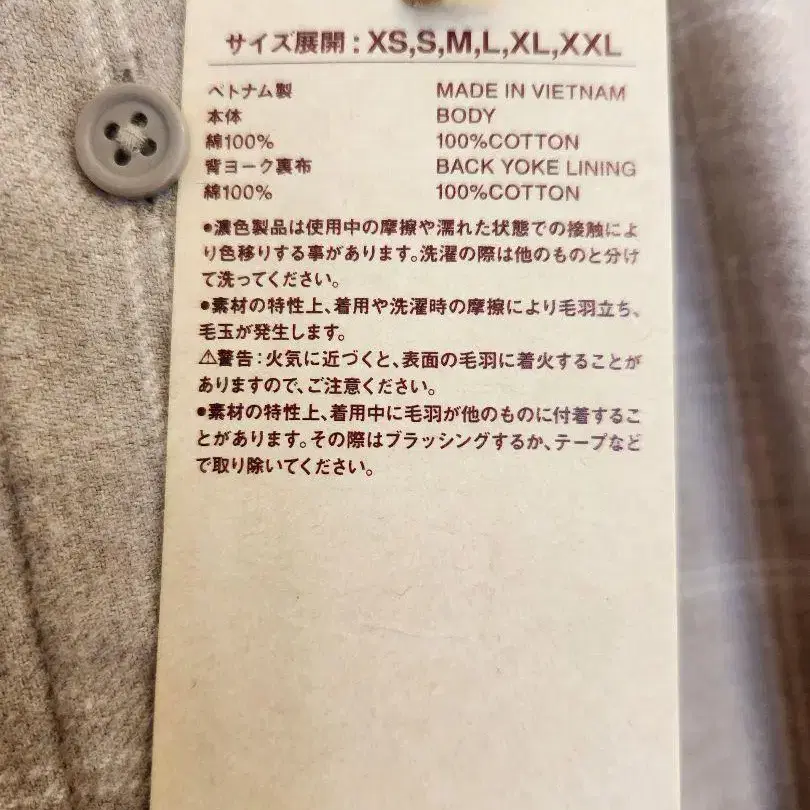 サイズ展開：XS,S,M,L,XL,XXL
ベトナム製 MADE IN VIETNAM
本体 BODY
綿100% 100%COTTON
背ヨーク裏布 BACK YOKE LINING
綿100% 100%COTTON
●濃色製品は使用中の摩擦や濡れた状態での接触によ
り色移りする事があります。洗濯の際は他のものと分け
て洗ってください。
●素材の特性上、着用や洗濯時の摩擦により毛羽立ち、
毛玉が発生します。
⚠警告：火気に近づくと、表面の毛羽に着火することが
ありますので、ご注意ください。
●素材の特性上、着用中に毛羽が他のものに付着するこ
とがあります。その際はブラッシングするか、テープなど
で取り除いてください。